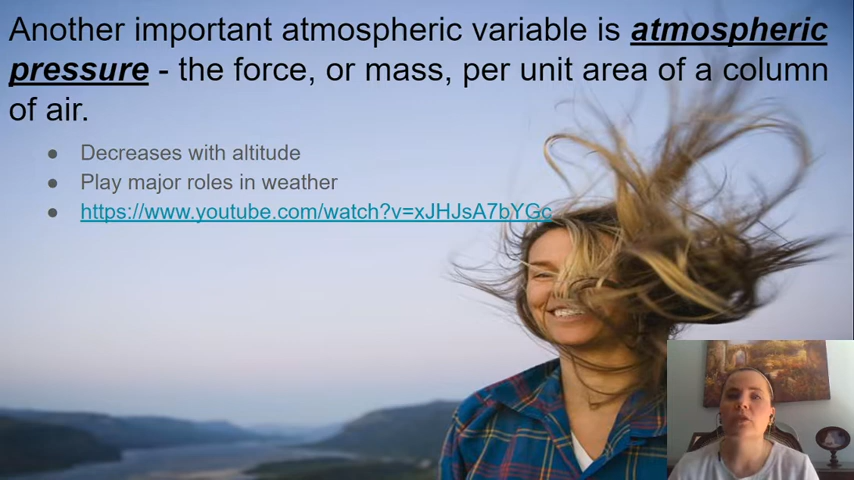 Another important atmospheric variable is atmospheric
pressure - the force, or mass, per unit area of a column
of air.
● Decreases with altitude
● Play major roles in weather
● https://www.youtube.com/watch?v=xJHJsA7bYGc